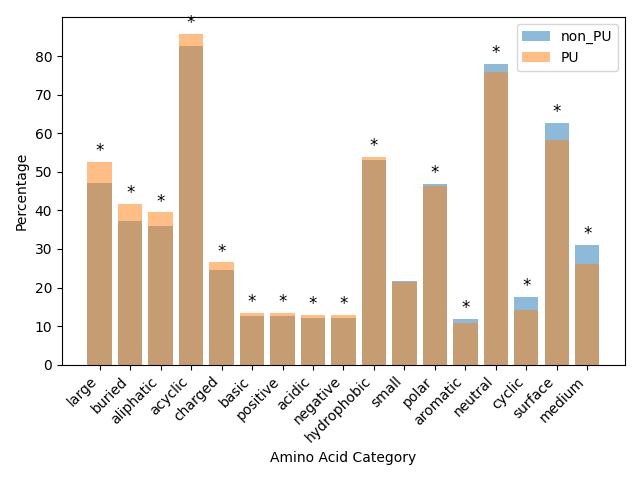 non_PU
PU
Percentage
80
70
60
50
40
30
20
10
0
* * * * * * * * * * * * * * * *
large
buried
aliphatic
acyclic
charged
basic
positive
acidic
negative
hydrophobic
small
polar
aromatic
neutral
cyclic
surface
medium
Amino Acid Category